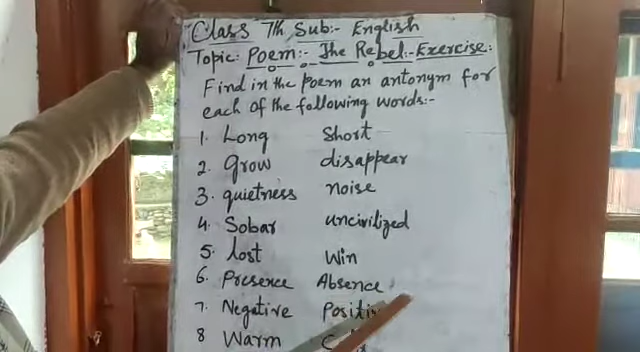 Class 7th Sub:- English
Topic: Poem:- The Rebel:- Exercise:
Find in the poem an antonym for
each of the following words:-
1. Long Short
2. Grow disappear
3. quietness noise
4. Sobar uncivilized
5. lost Win
6. Presence Absence
7. Negative
8 Warm